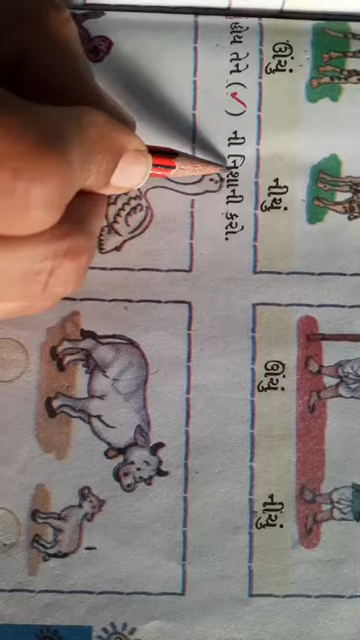 ઊંચું નીચું ઊંચું નીચું
હોય તેને (✓) ની નિશાની કરો.